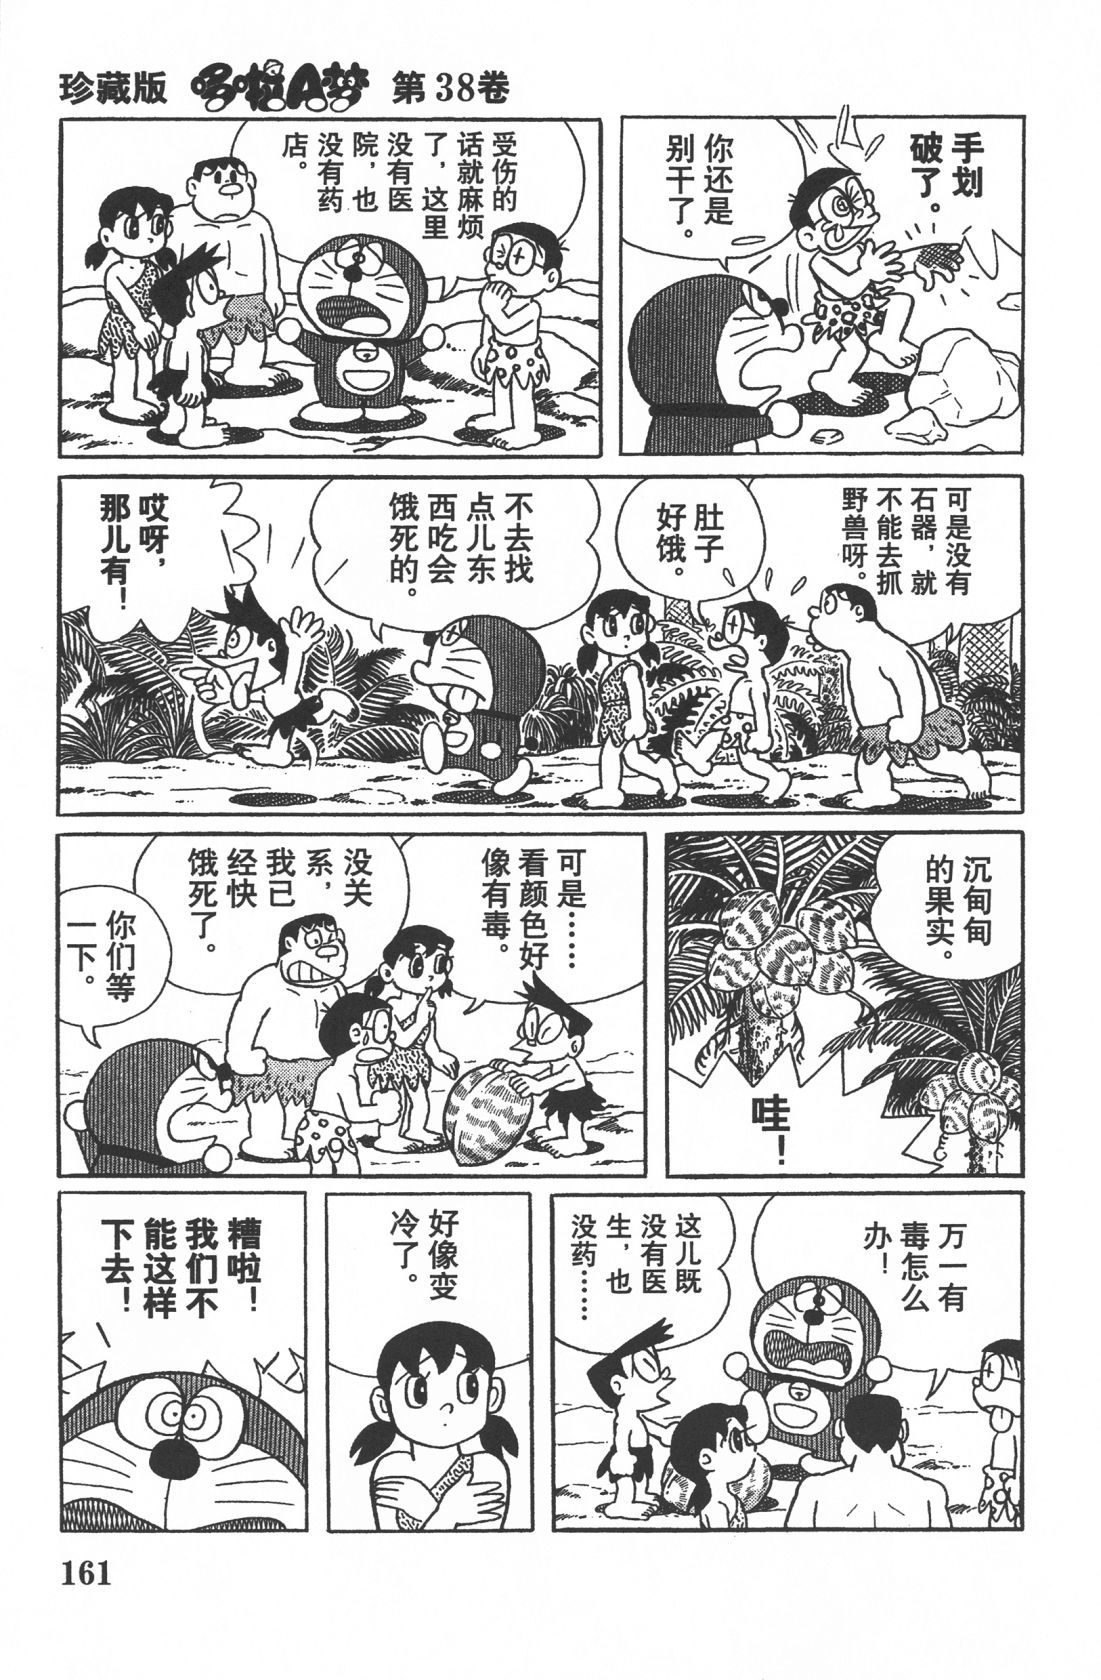 珍藏版 哆啦A梦 第38卷
手划
破了。
你还是
别干了。
受伤的
话就麻烦
了，这里
没有医
院，也
没有药
店。
可是没有
石器，就
不能去抓
野兽呀。
肚子
好饿。
不去找
点儿东
西吃会
饿死的。
哎呀，
那儿有！
沉甸甸
的果实。
哇！
可是……
看颜色好
像有毒。
没关
系，
我已
经快
饿死了。
你们等
一下。
万一有
毒怎么
办！
这儿既
没有医
生，也
没药……
好像变
冷了。
糟啦！
我们不
能这样
下去！
161